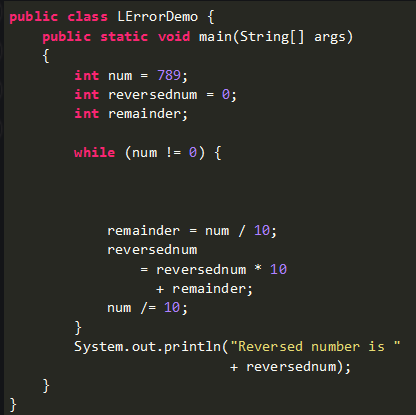 public class LErrorDemo {
    public static void main(String[] args)
    {
        int num = 789;
        int reversednum = 0;
        int remainder;

        while (num != 0) {

            remainder = num / 10;
            reversednum
                = reversednum * 10
                  + remainder;
            num /= 10;
        }
        System.out.println("Reversed number is "
                           + reversednum);
    }
}